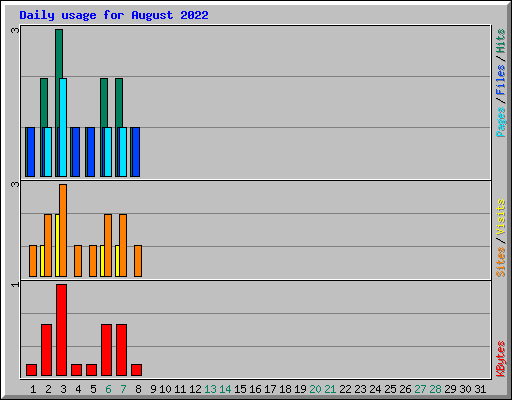 Daily usage for August 2022
3
Pages / Files / Hits
3
Sites / Visits
1
KBytes
1 2 3 4 5 6 7 8 9 10 11 12 13 14 15 16 17 18 19 20 21 22 23 24 25 26 27 28 29 30 31